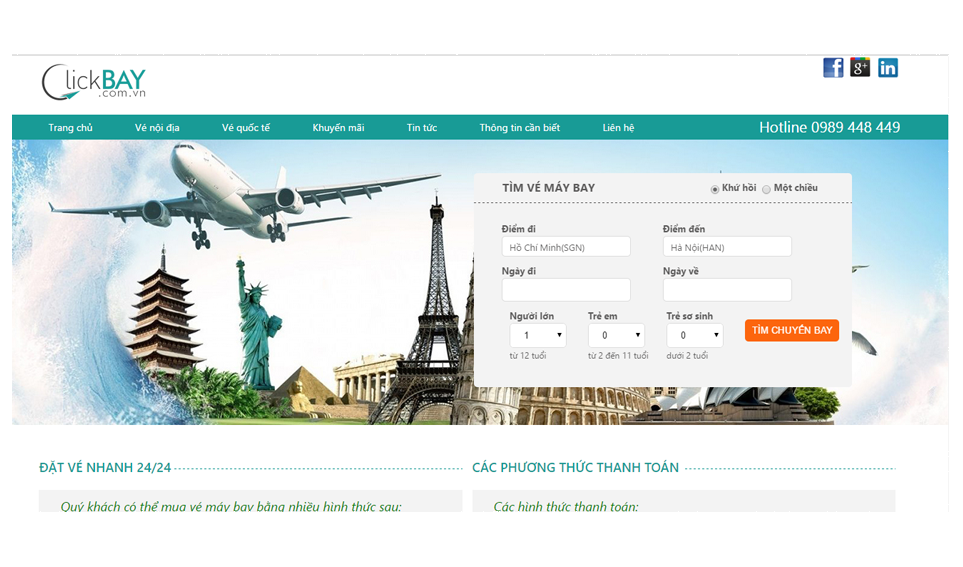 ClickBAY
.com.vn
Trang chủ Vé nội địa Vé quốc tế Khuyến mãi Tin tức Thông tin cần biết Liên hệ Hotline 0989 448 449
TÌM VÉ MÁY BAY Khứ hồi Một chiều
Điểm đi Điểm đến
Hồ Chí Minh(SGN) Hà Nội(HAN)
Ngày đi Ngày về
Người lớn Trẻ em Trẻ sơ sinh
1 0 0 TÌM CHUYẾN BAY
từ 12 tuổi từ 2 đến 11 tuổi dưới 2 tuổi
ĐẶT VÉ NHANH 24/24 CÁC PHƯƠNG THỨC THANH TOÁN
Quý khách có thể mua vé máy bay bằng nhiều hình thức sau: Các hình thức thanh toán: